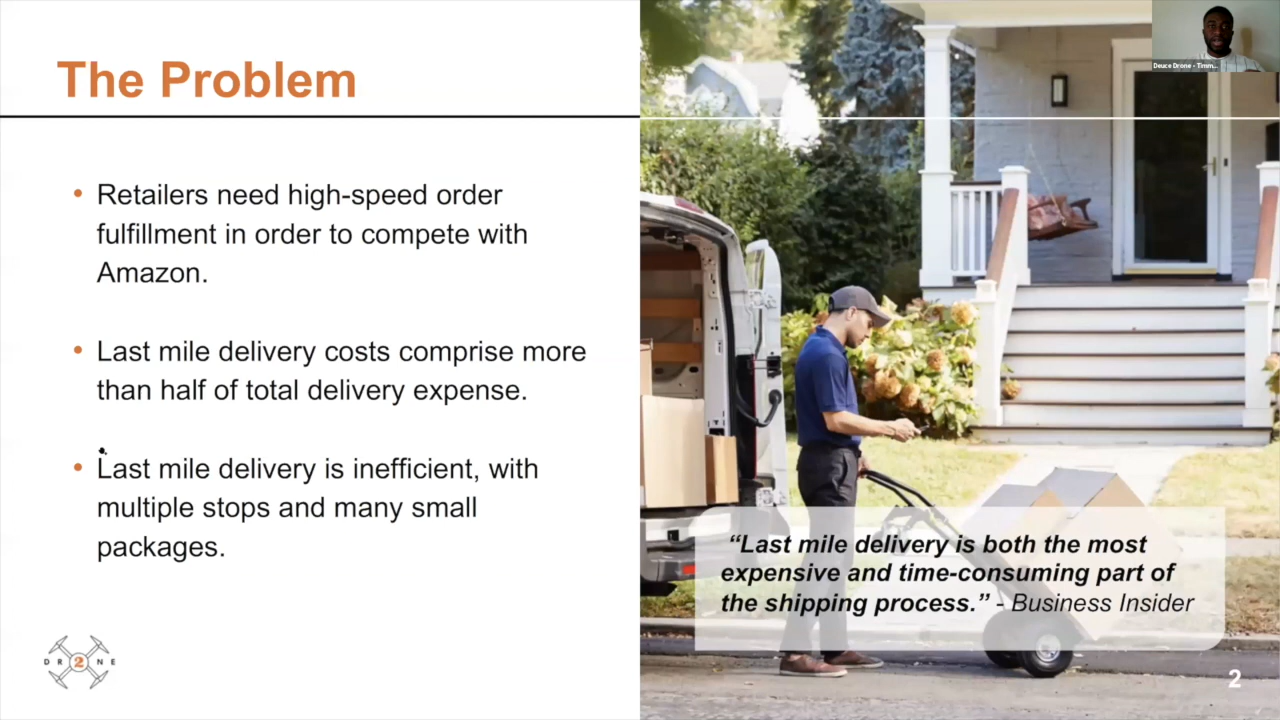 The Problem
• Retailers need high-speed order
fulfillment in order to compete with
Amazon.
• Last mile delivery costs comprise more
than half of total delivery expense.
• Last mile delivery is inefficient, with
multiple stops and many small
packages.
“Last mile delivery is both the most
expensive and time-consuming part of
the shipping process.” - Business Insider
DR2NE
2
Deuce Drone - Timm...